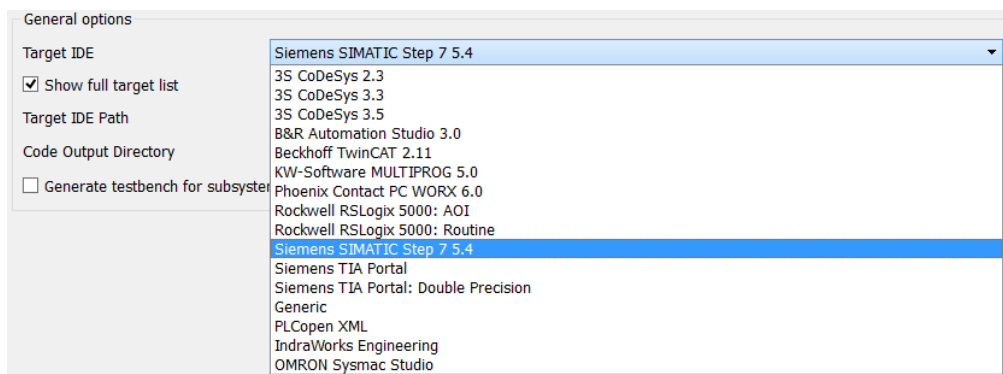 General options
Target IDE
Siemens SIMATIC Step 7 5.4
Show full target list
Target IDE Path
Code Output Directory
Generate testbench for subsyster
3S CoDeSys 2.3
3S CoDeSys 3.3
3S CoDeSys 3.5
B&R Automation Studio 3.0
Beckhoff TwinCAT 2.11
KW-Software MULTIPROG 5.0
Phoenix Contact PC WORX 6.0
Rockwell RSLogix 5000: AOI
Rockwell RSLogix 5000: Routine
Siemens SIMATIC Step 7 5.4
Siemens TIA Portal
Siemens TIA Portal: Double Precision
Generic
PLCopen XML
IndraWorks Engineering
OMRON Sysmac Studio